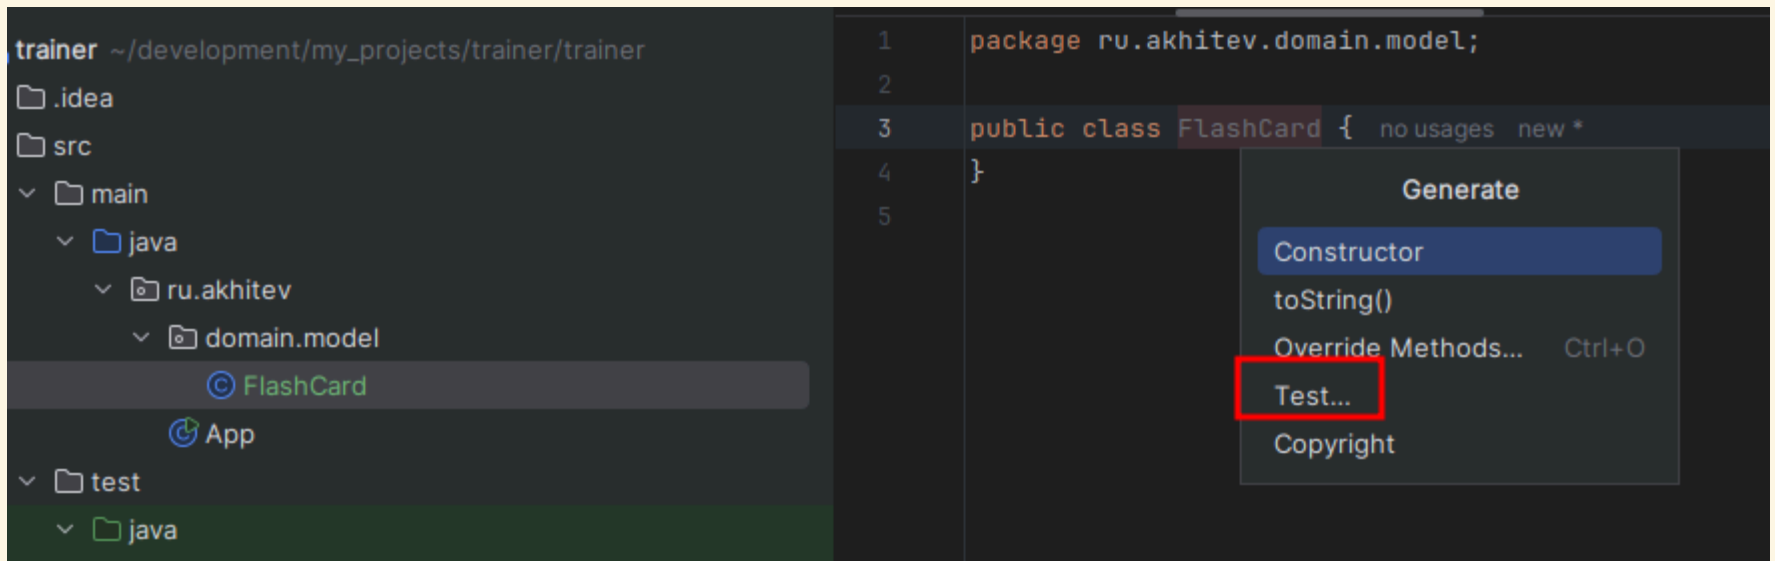 trainer ~/development/my_projects/trainer/trainer
.idea
src
main
java
ru.akhitev
domain.model
FlashCard
App
test
java
1 package ru.akhitev.domain.model;
2
3 public class FlashCard { no usages new *
4 }
5
Generate
Constructor
toString()
Override Methods... Ctrl+O
Test...
Copyright